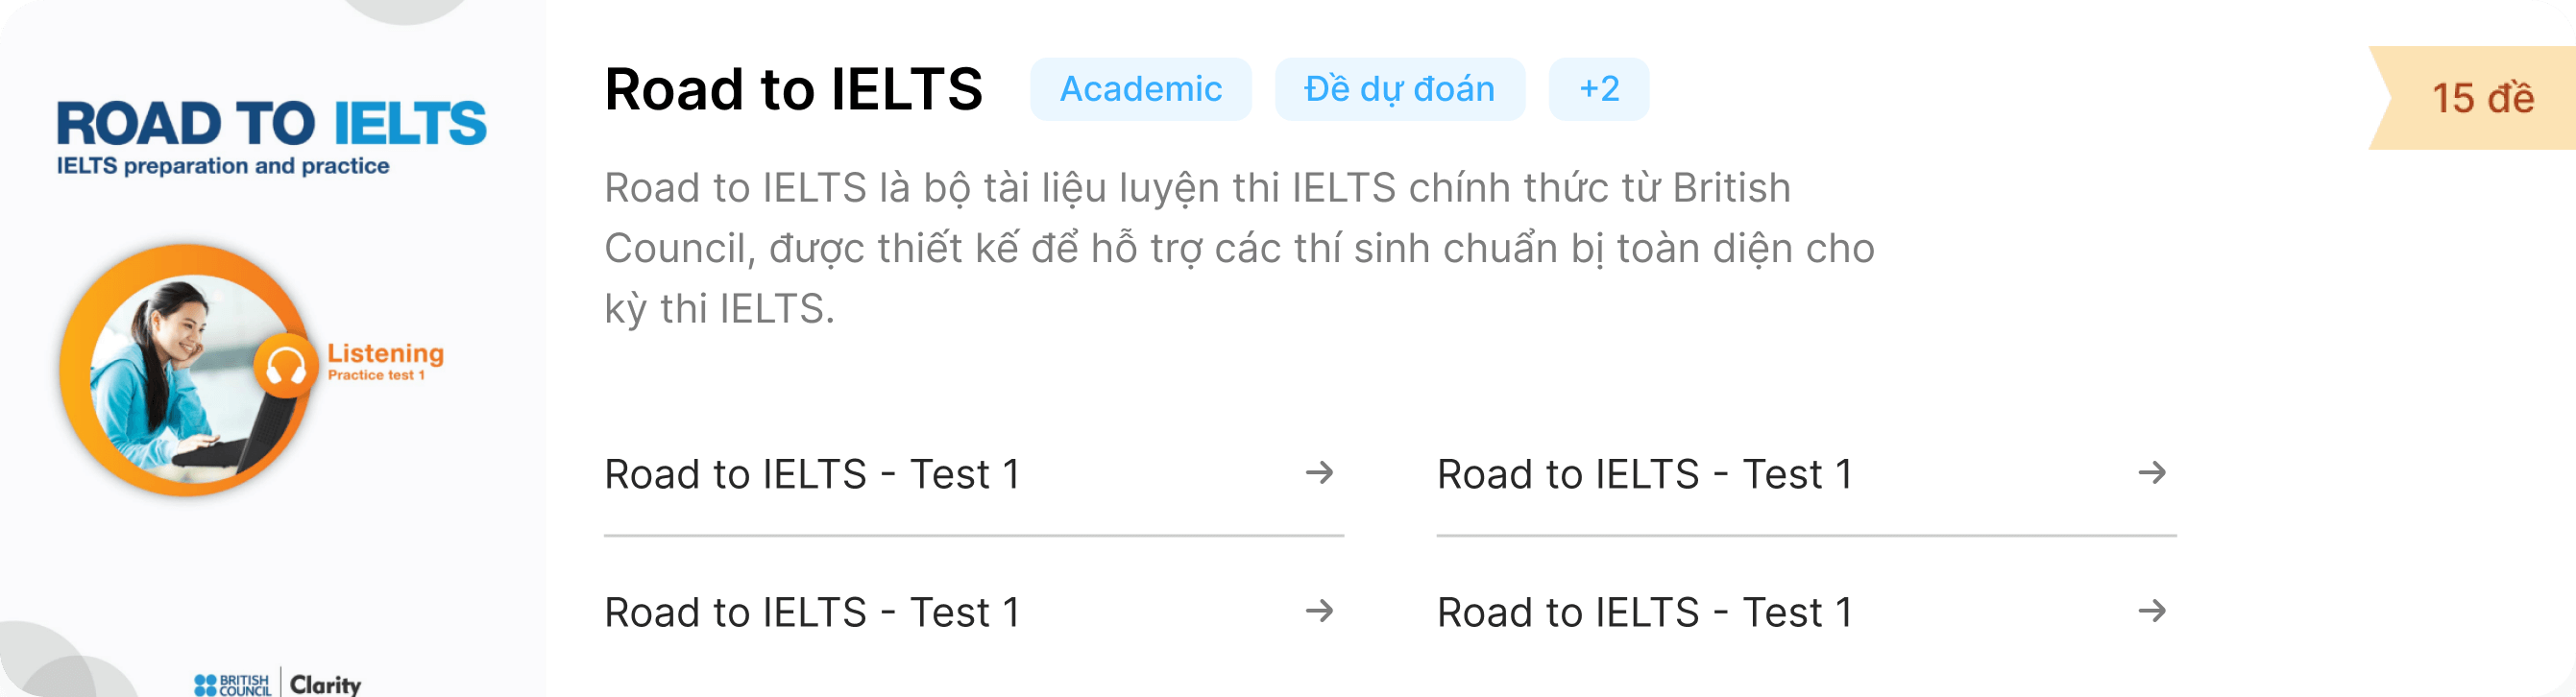 ROAD TO IELTS
IELTS preparation and practice
Listening
Practice test 1
BRITISH
COUNCIL
Clarity
Road to IELTS
Academic
Đề dự đoán
+2
15 đề
Road to IELTS là bộ tài liệu luyện thi IELTS chính thức từ British
Council, được thiết kế để hỗ trợ các thí sinh chuẩn bị toàn diện cho
kỳ thi IELTS.
Road to IELTS - Test 1
Road to IELTS - Test 1
Road to IELTS - Test 1
Road to IELTS - Test 1